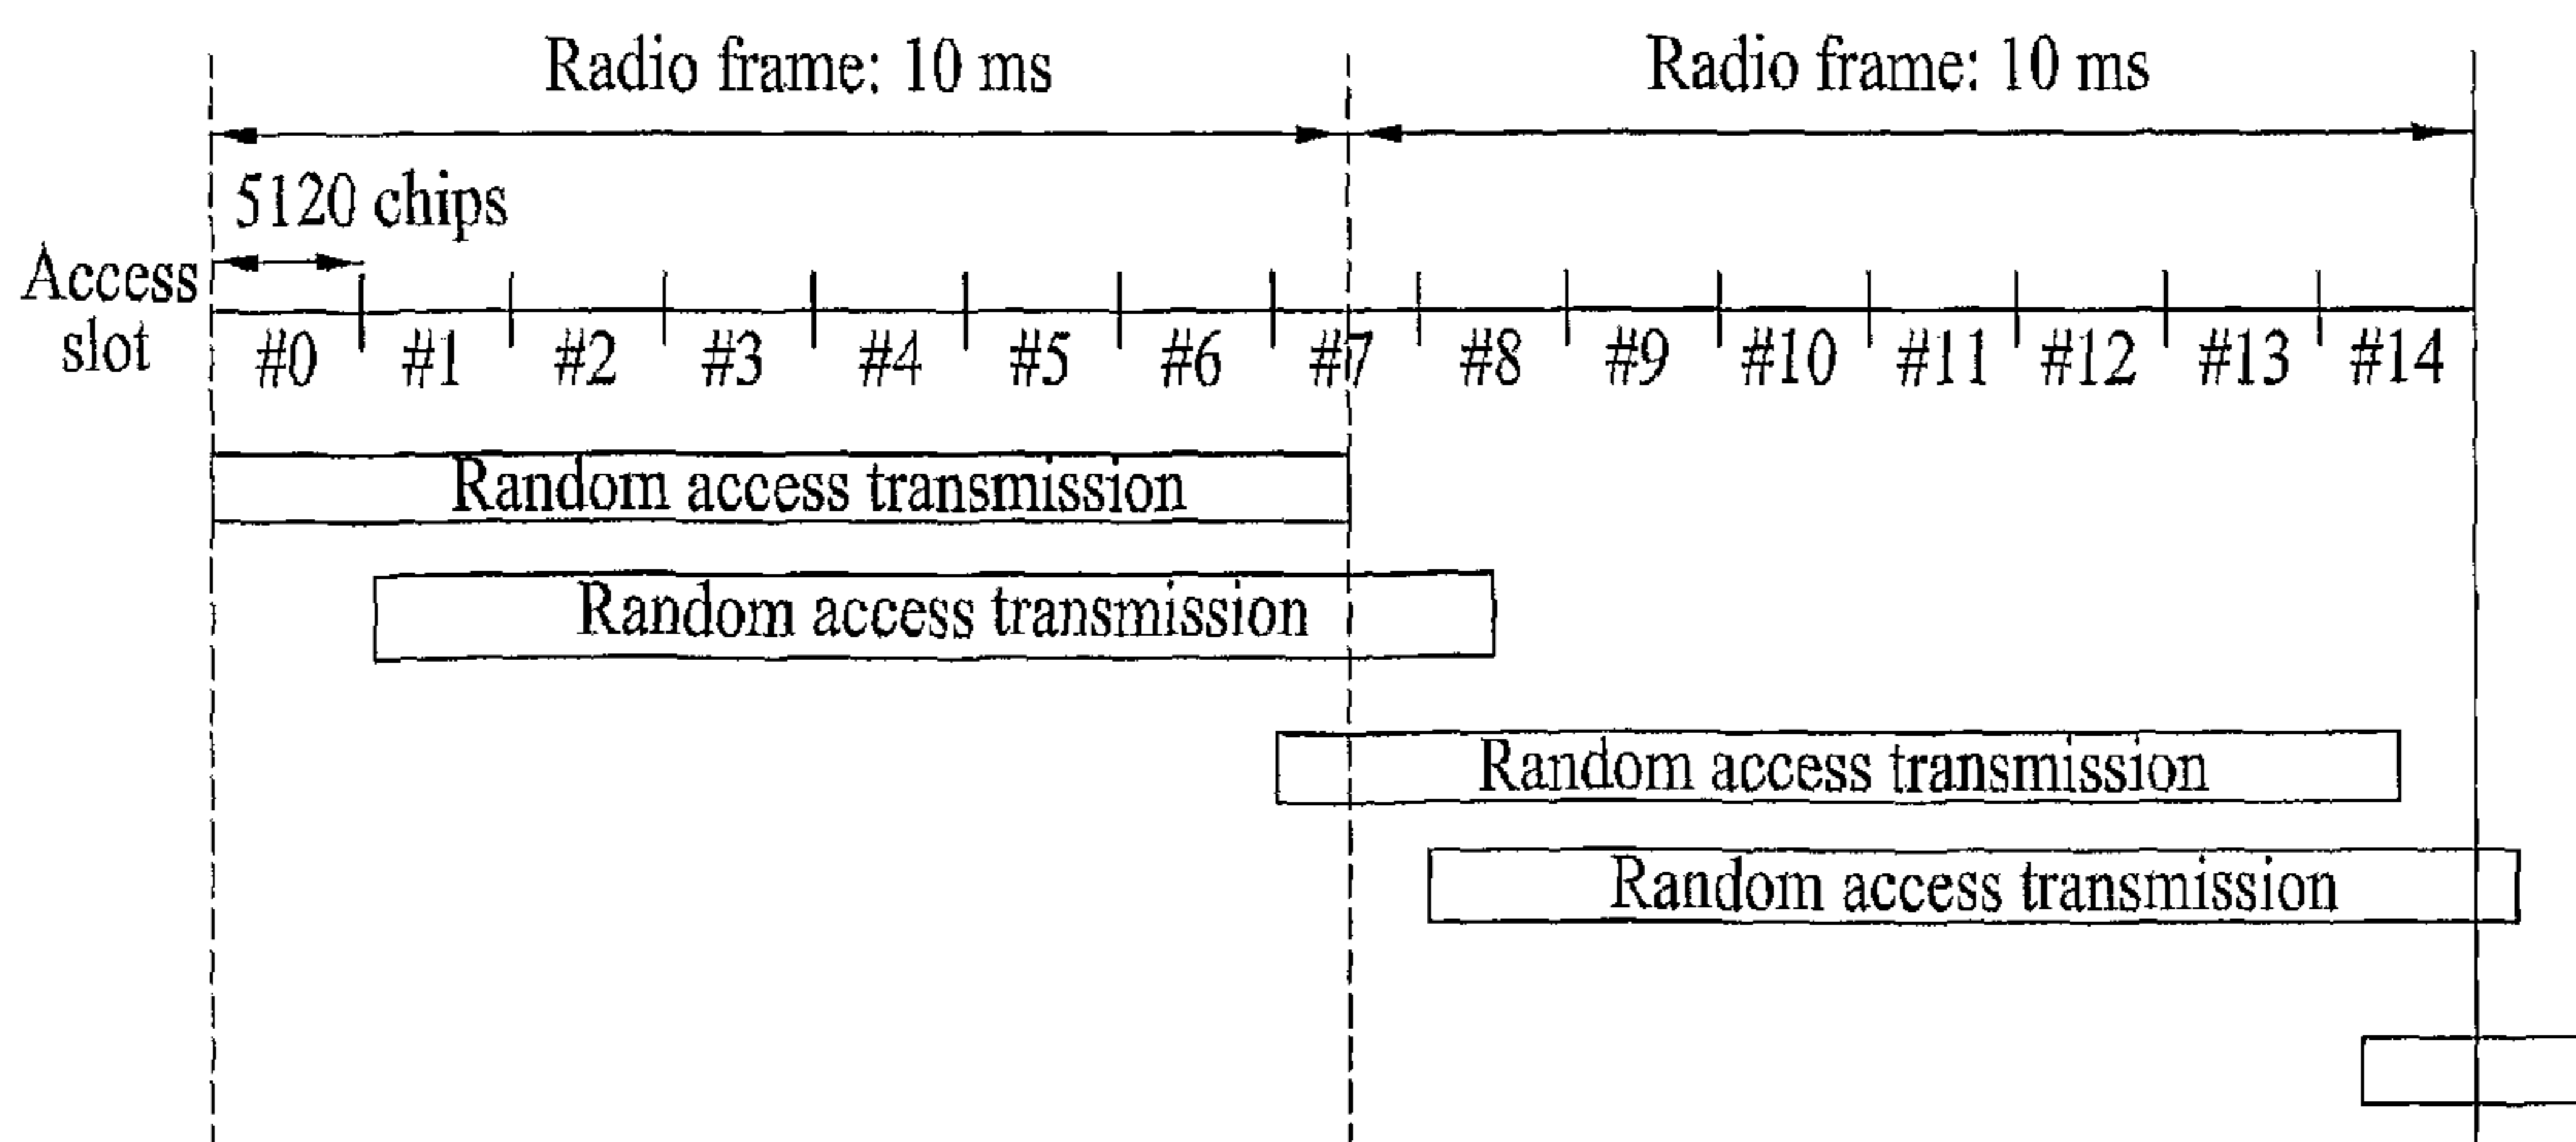 Radio frame: 10 ms
Radio frame: 10 ms
5120 chips
Access
slot
#0 #1 #2 #3 #4 #5 #6 #7 #8 #9 #10 #11 #12 #13 #14
Random access transmission
Random access transmission
Random access transmission
Random access transmission